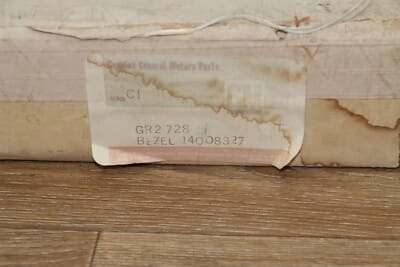 Genuine General Motors Parts
C1
GR2.728
BEZEL 14008327